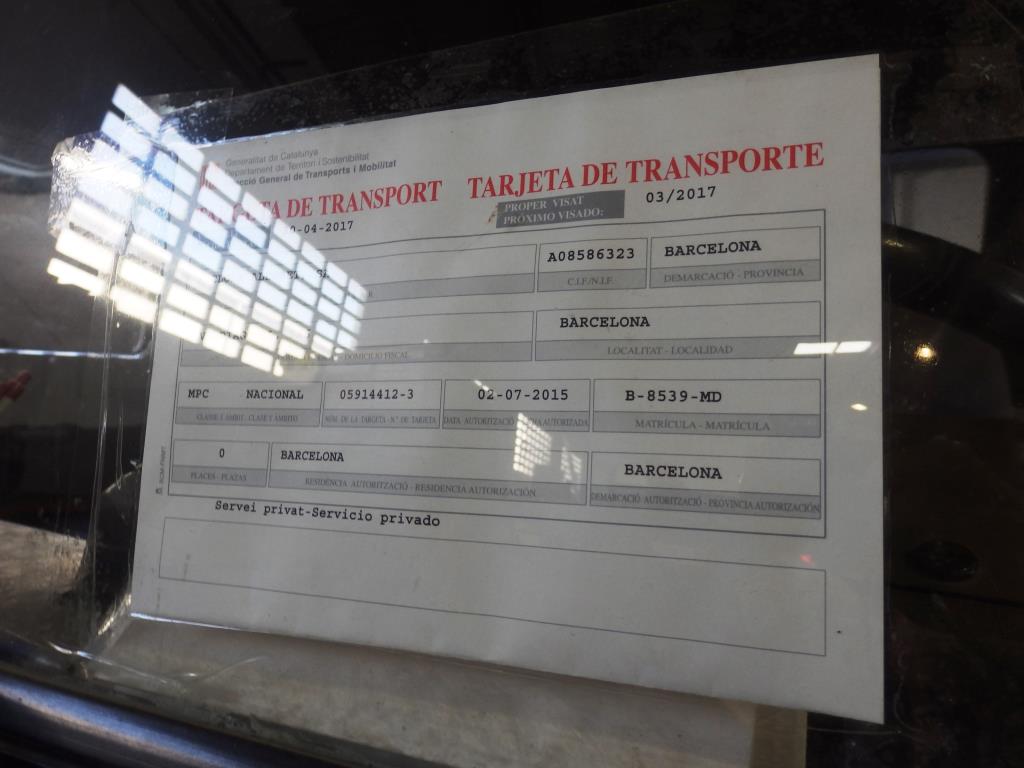 Generalitat de Catalunya
Departament de Territori i Sostenibilitat
General de Transports i Mobilitat
DE TRANSPORT TARJETA DE TRANSPORTE
-04-2017 PROPER VISAT
PRÓXIMO VISADO: 03/2017
A08586323 BARCELONA
C.I.F./N.I.F. DEMARCACIÓ - PROVINCIA
BARCELONA
DOMICILIO FISCAL LOCALITAT - LOCALIDAD
MPC NACIONAL 05914412-3 02-07-2015 B-8539-MD
CLASSE I ÀMBIT - CLASE Y ÁMBITO NÚM. DE LA TARGETA - N.º DE TARJETA DATA AUTORITZACIÓ AUTORIZADA MATRÍCULA - MATRÍCULA
0 BARCELONA BARCELONA
PLACES - PLAZAS RESIDÈNCIA AUTORITZACIÓ - RESIDENCIA AUTORIZACIÓN DEMARCACIÓ AUTORITZACIÓ - PROVINCIA AUTORIZACIÓN
Servei privat-Servicio privado